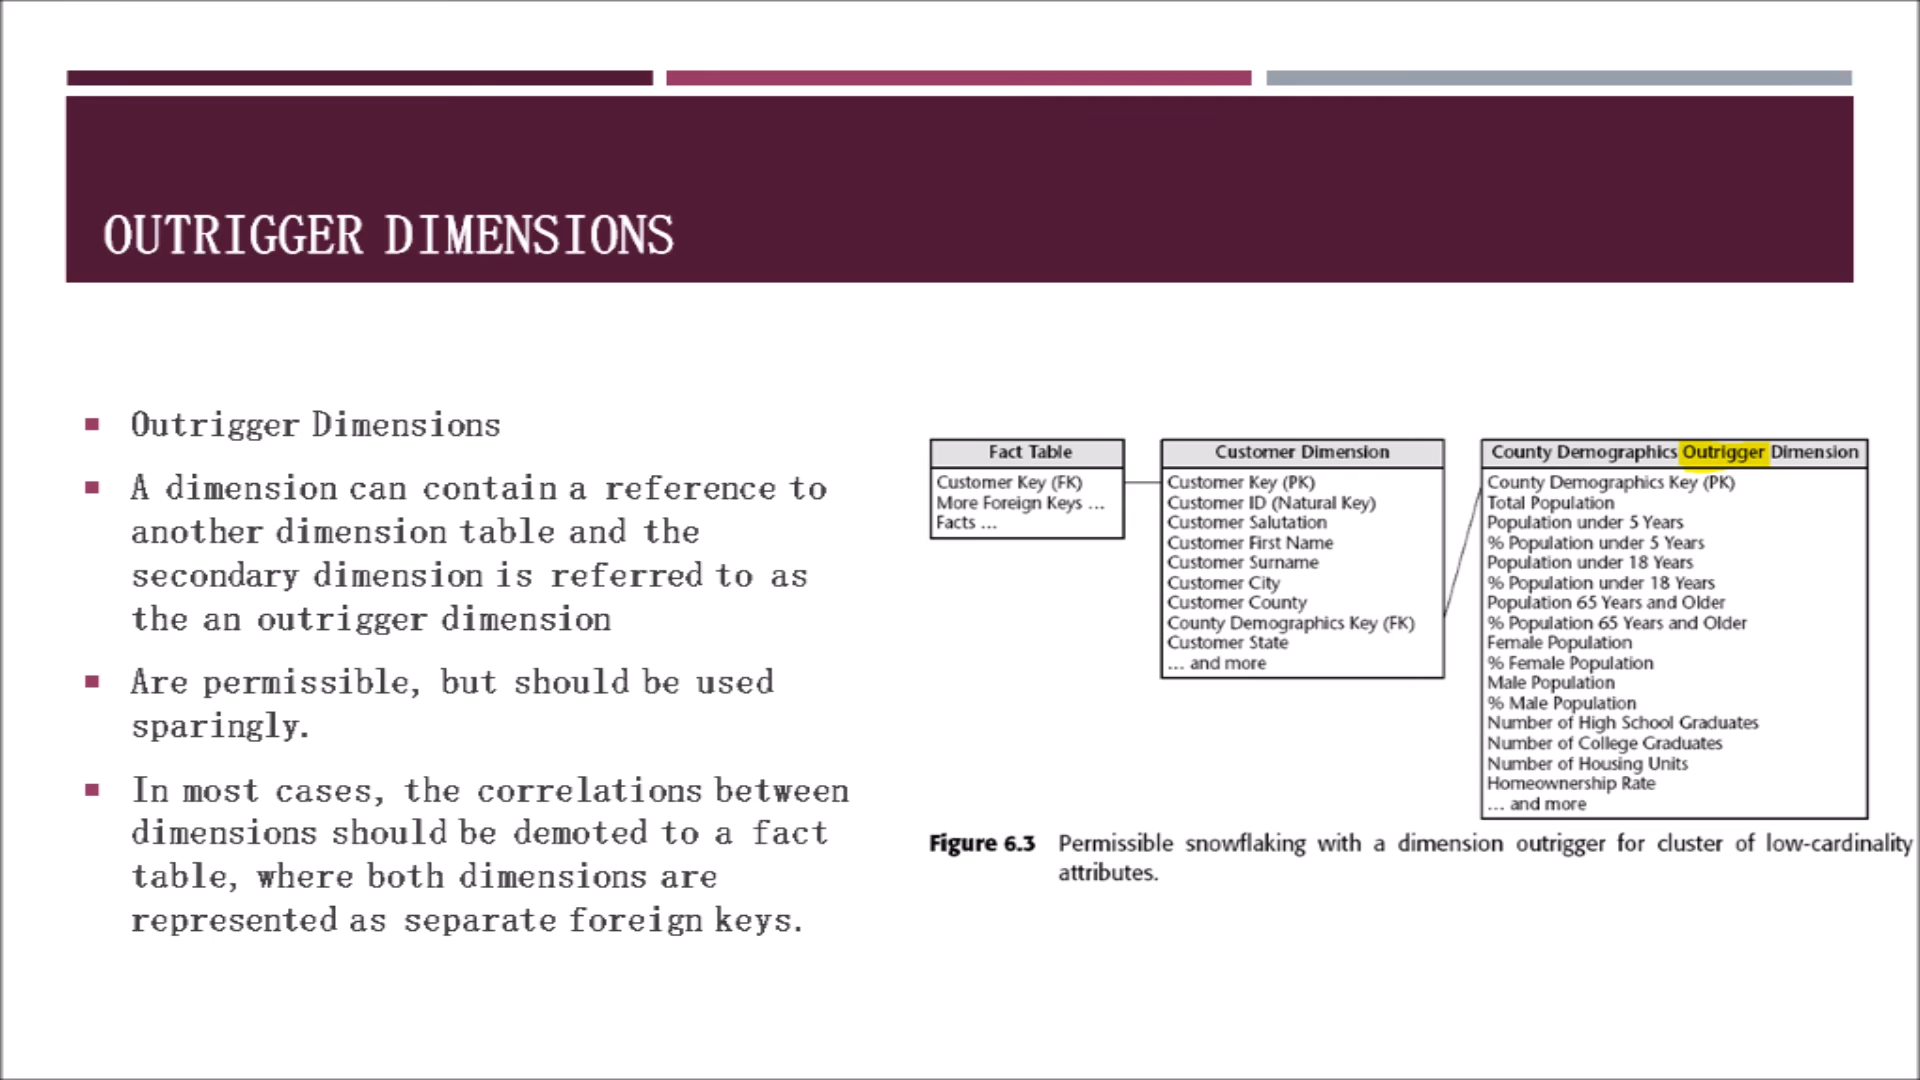 OUTRIGGER DIMENSIONS
Outrigger Dimensions
A dimension can contain a reference to
another dimension table and the
secondary dimension is referred to as
the an outrigger dimension
Are permissible, but should be used
sparingly.
In most cases, the correlations between
dimensions should be demoted to a fact
table, where both dimensions are
represented as separate foreign keys.
Fact Table
Customer Key (FK)
More Foreign Keys ...
Facts ...
Customer Dimension
Customer Key (PK)
Customer ID (Natural Key)
Customer Salutation
Customer First Name
Customer Surname
Customer City
Customer County
County Demographics Key (FK)
Customer State
... and more
County Demographics Outrigger Dimension
County Demographics Key (PK)
Total Population
Population under 5 Years
% Population under 5 Years
Population under 18 Years
% Population under 18 Years
Population 65 Years and Older
% Population 65 Years and Older
Female Population
% Female Population
Male Population
% Male Population
Number of High School Graduates
Number of College Graduates
Number of Housing Units
Homeownership Rate
... and more
Figure 6.3 Permissible snowflaking with a dimension outrigger for cluster of low-cardinality
attributes.